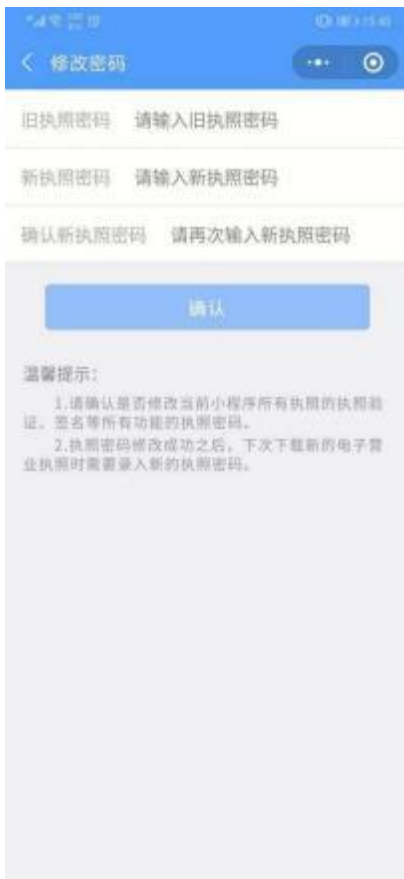 修改密码
旧执照密码 请输入旧执照密码
新执照密码 请输入新执照密码
确认新执照密码 请再次输入新执照密码
确认
温馨提示:
1.请确认是否修改当前小程序所有执照的执照验
证、签名等所有功能的执照密码。
2.执照密码修改成功之后，下次下载新的电子营
业执照时需要录入新的执照密码。